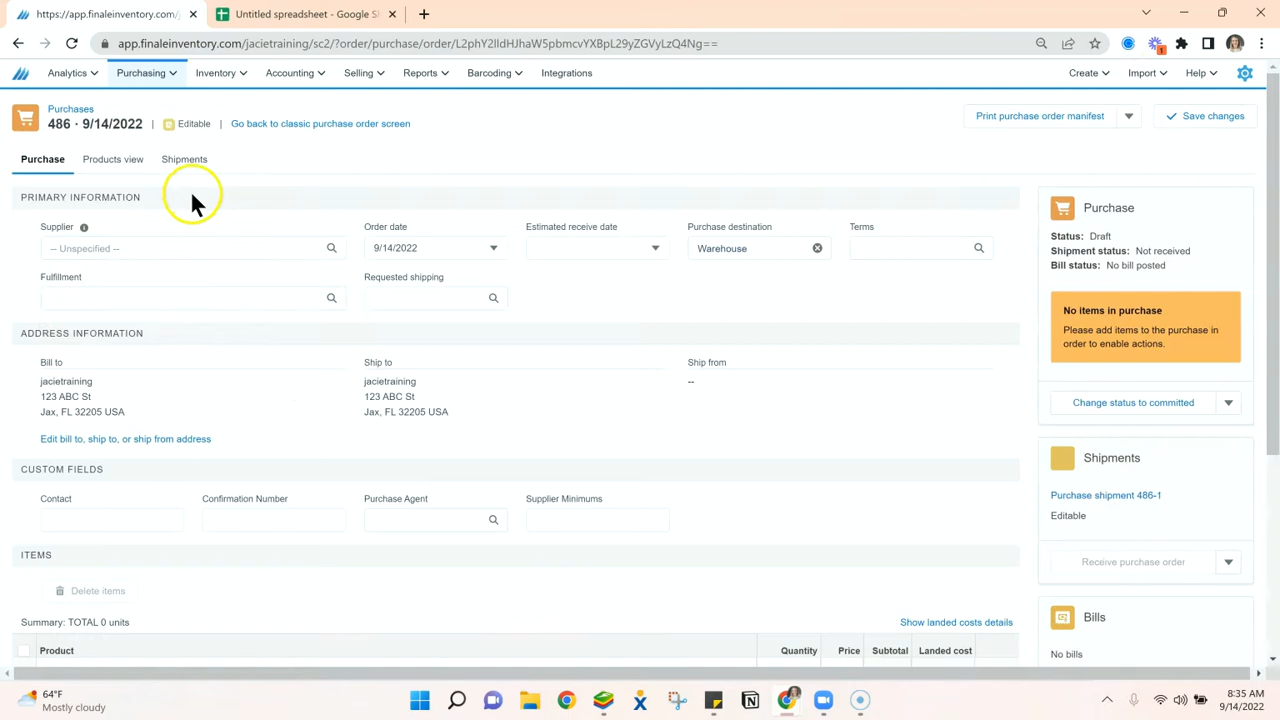 https://app.finaleinventory.com/ja
Untitled spreadsheet - Google Sh
app.finaleinventory.com/jacietraining/sc2/?order/purchase/order/L2phY2lldHJhaW5pbmcvYXBpL29yZGVyLzQ4Ng==
Analytics Purchasing Inventory Accounting Selling Reports Barcoding Integrations Create Import Help
Purchases
486 · 9/14/2022 | Editable | Go back to classic purchase order screen
Print purchase order manifest Save changes
Purchase Products view Shipments
PRIMARY INFORMATION
Supplier Order date Estimated receive date Purchase destination Terms
-- Unspecified -- 9/14/2022 Warehouse
Fulfillment Requested shipping
ADDRESS INFORMATION
Bill to Ship to Ship from
jacietraining jacietraining --
123 ABC St 123 ABC St
Jax, FL 32205 USA Jax, FL 32205 USA
Edit bill to, ship to, or ship from address
CUSTOM FIELDS
Contact Confirmation Number Purchase Agent Supplier Minimums
ITEMS
Delete items
Summary: TOTAL 0 units Show landed costs details
Product Quantity Price Subtotal Landed cost
Purchase
Status: Draft
Shipment status: Not received
Bill status: No bill posted
No items in purchase
Please add items to the purchase in
order to enable actions.
Change status to committed
Shipments
Purchase shipment 486-1
Editable
Receive purchase order
Bills
No bills
64°F
Mostly cloudy
8:35 AM
9/14/2022